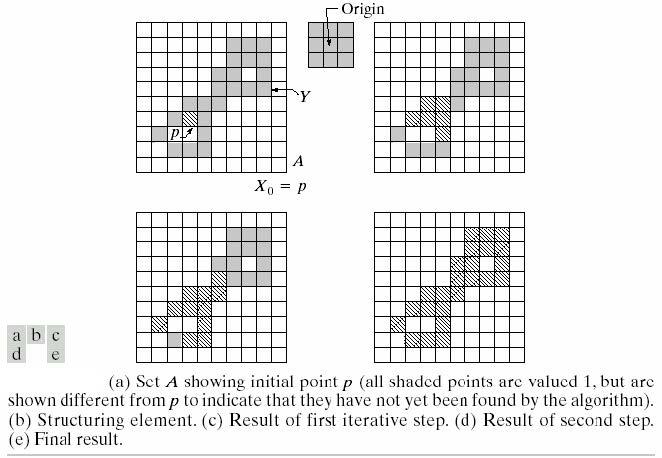 Origin
Y
p
A
X0 = p
a b c
d e
(a) Set A showing initial point p (all shaded points are valued 1, but are
shown different from p to indicate that they have not yet been found by the algorithm).
(b) Structuring element. (c) Result of first iterative step. (d) Result of second step.
(e) Final result.